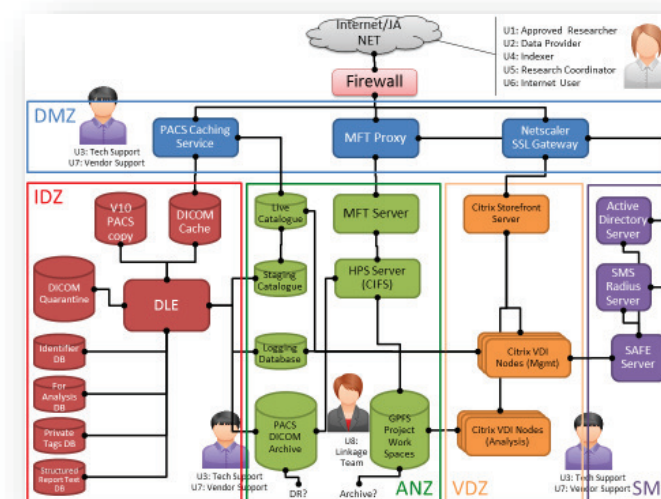 Internet/JA
NET
U1: Approved Researcher
U2: Data Provider
U4: Indexer
U5: Research Coordinator
U6: Internet User
Firewall
DMZ
U3: Tech Support
U7: Vendor Support
PACS Caching
Service
MFT Proxy
Netscaler
SSL Gateway
IDZ
V10
PACS
copy
DICOM
Cache
Live
Catalogue
MFT Server
Citrix Storefront
Server
Active
Directory
Server
DICOM
Quarantine
DLE
Staging
Catalogue
HPS Server
(CIFS)
SMS
Radius
Server
Identifier
DB
Logging
Database
Citrix VDI
Nodes (Mgmt)
SAFE
Server
For
Analysis
DB
Private
Tags DB
Structured
Report Text
DB
U3: Tech Support
U7: Vendor Support
PACS
DICOM
Archive
U8:
Linkage
Team
GPFS
Project
Work
Spaces
Citrix VDI Nodes
(Analysis)
U3: Tech Support
U7: Vendor Support
DR?
Archive?
ANZ
VDZ
SM